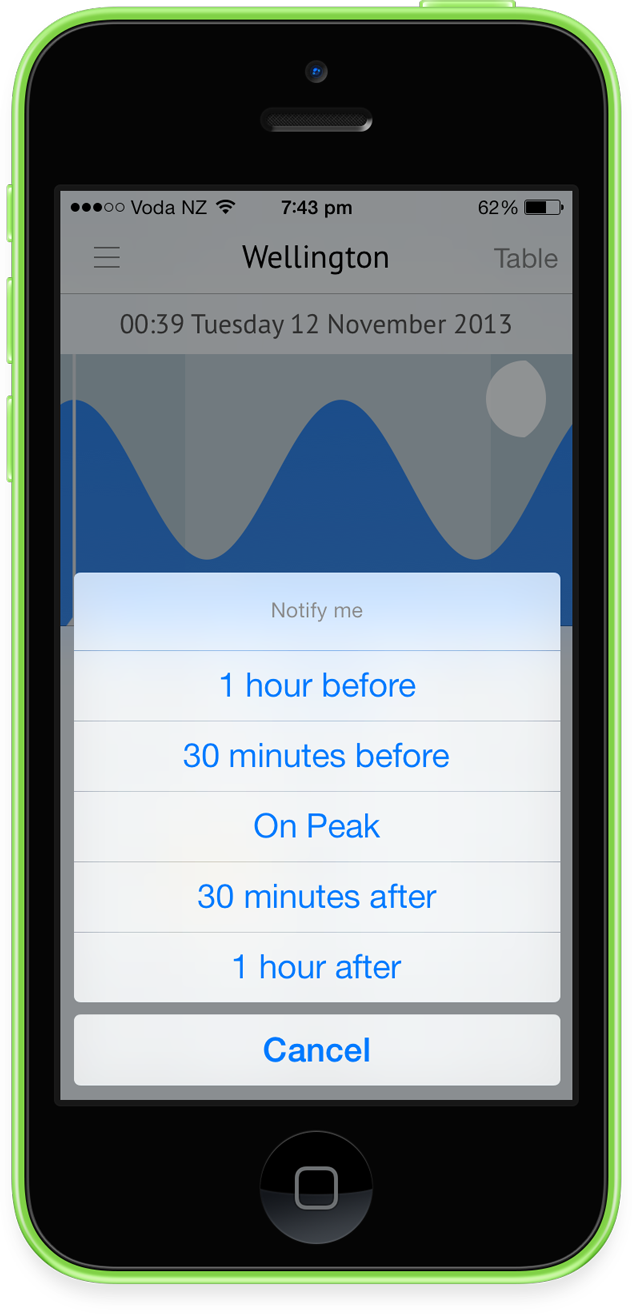 Voda NZ 7:43 pm 62%
Wellington Table
00:39 Tuesday 12 November 2013
Notify me
1 hour before
30 minutes before
On Peak
30 minutes after
1 hour after
Cancel